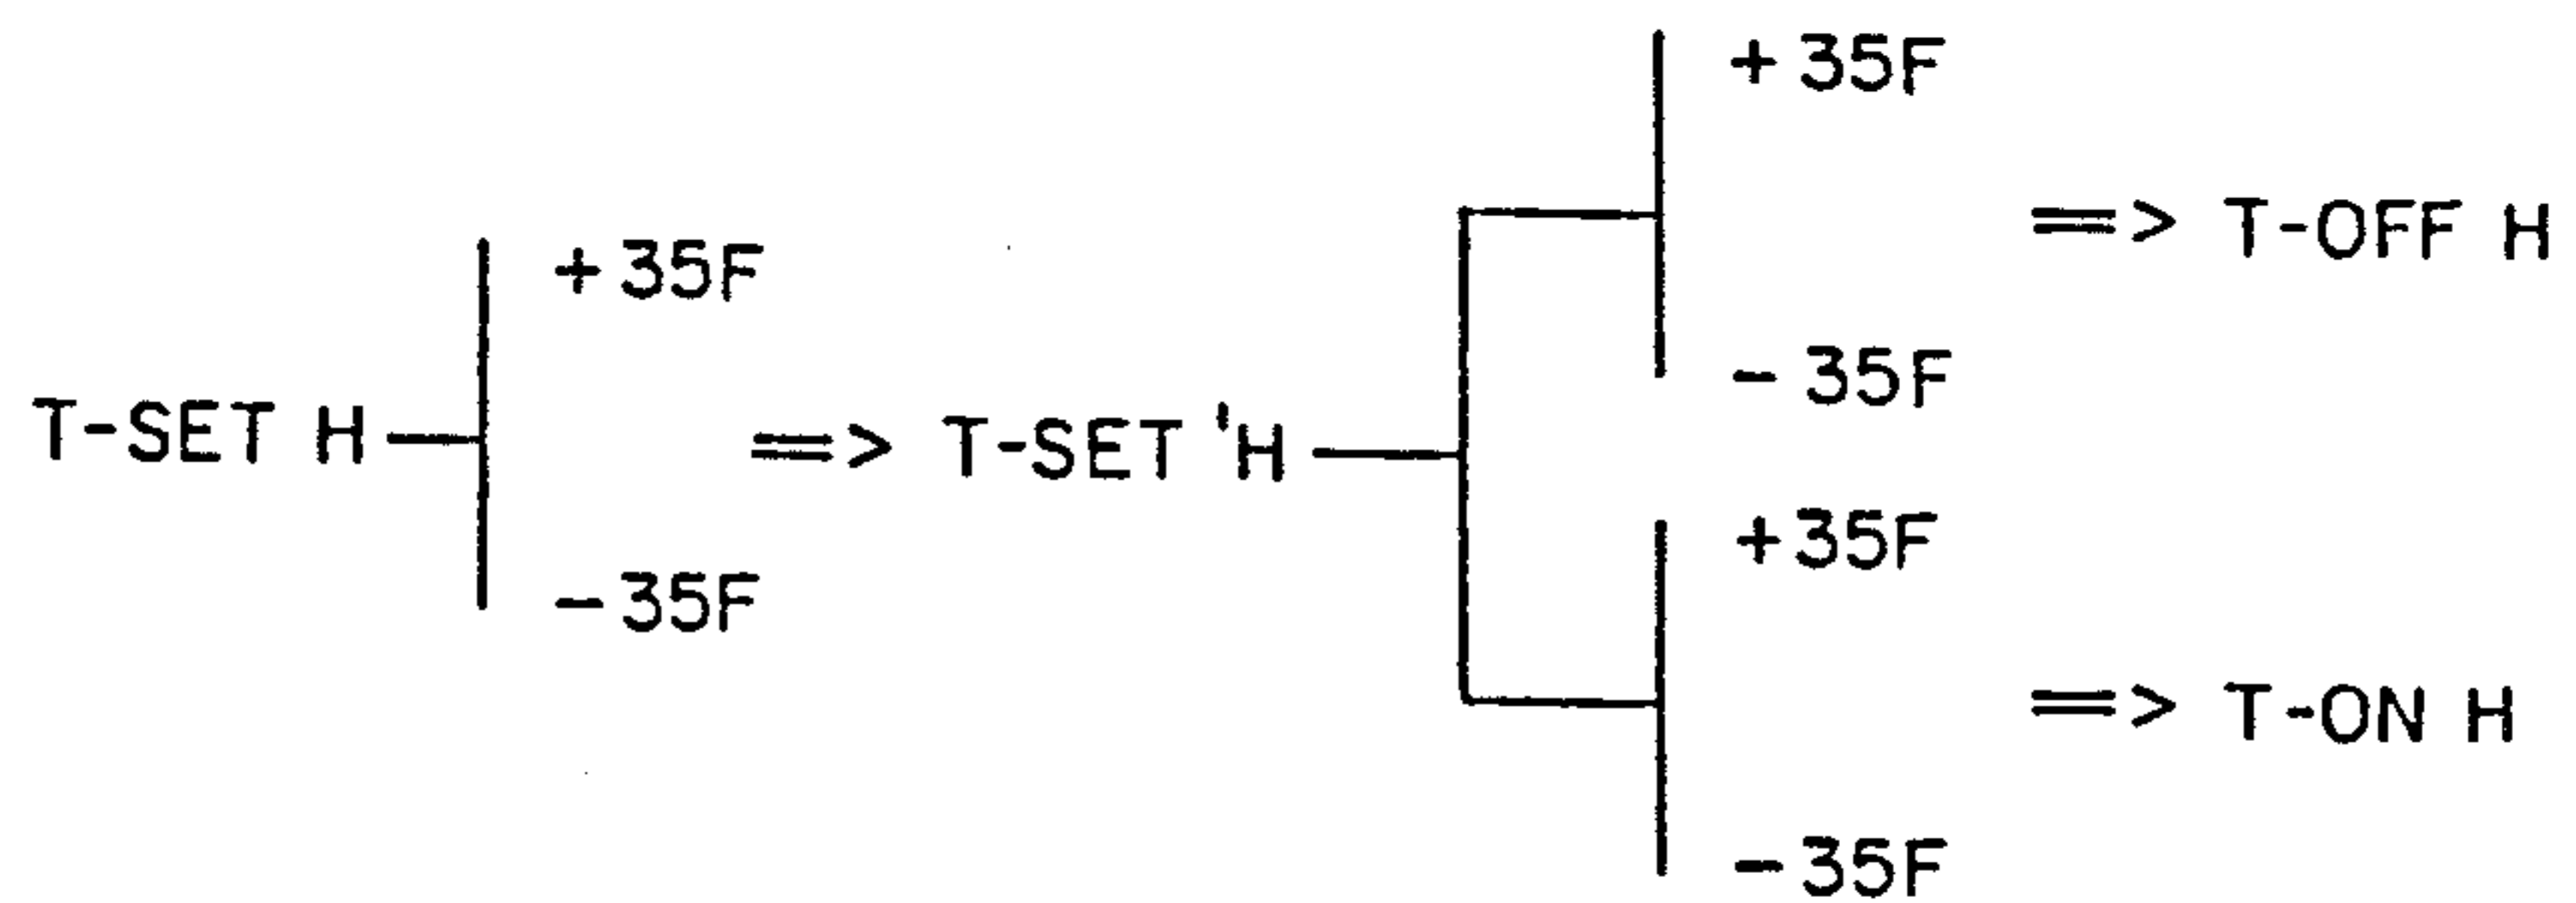 +35F
+35F
=> T-OFF H
-35F
T-SET H
=> T-SET 'H
+35F
-35F
=> T-ON H
-35F